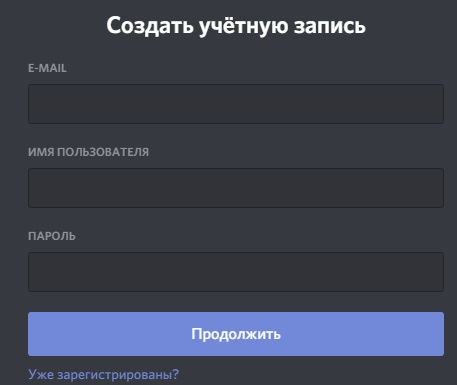 Создать учётную запись
E-MAIL
ИМЯ ПОЛЬЗОВАТЕЛЯ
ПАРОЛЬ
Продолжить
Уже зарегистрированы?